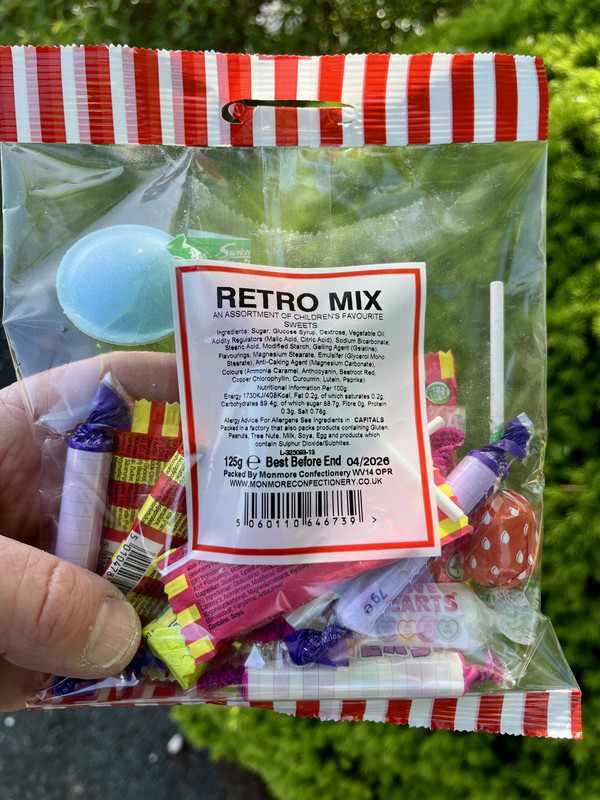 RETRO MIX
AN ASSORTMENT OF CHILDREN'S FAVOURITE
SWEETS.
Ingredients: Sugar, Glucose Syrup, Dextrose, Vegetable Oil,
Acidity Regulators (Malic Acid, Citric Acid), Sodium Bicarbonate,
Stearic Acid, Modified Starch, Gelling Agent (Gelatine),
Flavourings, Magnesium Stearate, Emulsifer (Glycerol Mono
Stearate), Anti-Caking Agent (Magnesium Carbonate),
Colours (Ammonia Caramel, Anthocyanin, Beetroot Red,
Copper Chlorophyllin, Curcumin, Lutein, Paprika).
Nutritional Information Per 100g:
Energy 1730KJ/408Kcal, Fat 0.2g, of which saturates 0.2g,
Carbohydrates 89.4g, of which sugar 88.7g, Fibre 0g, Protein
0.3g, Salt 0.78g.
Allergy Advice For Allergens See Ingredients in CAPITALS
Packed in a factory that also packs products containing Gluten,
Peanuts, Tree Nuts, Milk, Soya, Egg and products which
contain Sulphur Dioxide/Sulphites.
L-325093-13
125g e Best Before End 04/2026
Packed By Monmore Confectionery WV14 OPR
WWW.MONMORECONFECTIONERY.CO.UK
5 060110 646739 >
7g e
HEARTS